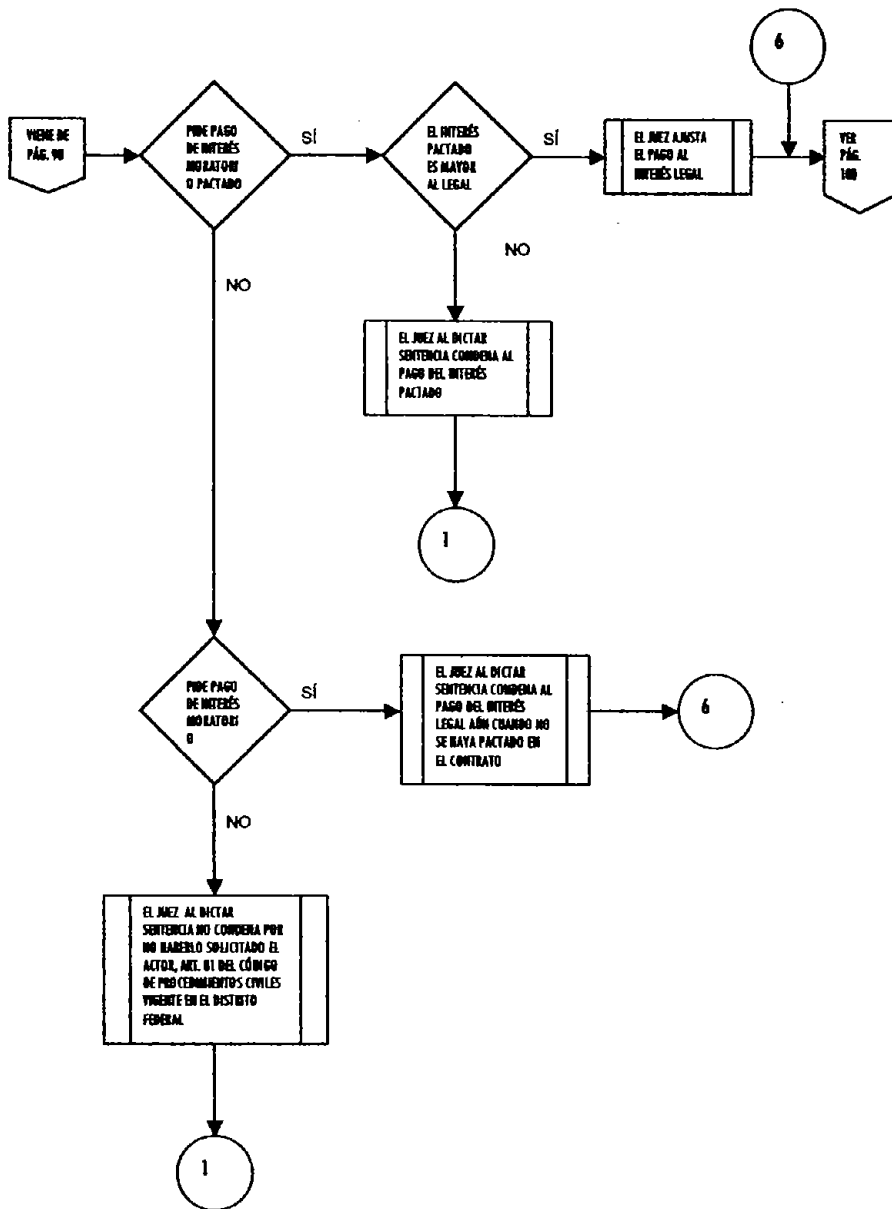 6
VIENE DE
PÁG. 98
PIDE PAGO
DE INTERÉS
MORATORI
O PACTADO
SÍ
EL INTERÉS
PACTADO
ES MAYOR
AL LEGAL
SÍ
EL JUEZ AJUSTA
EL PAGO AL
INTERÉS LEGAL
VER
PÁG.
100
NO
NO
EL JUEZ AL DICTAR
SENTENCIA CONDENA AL
PAGO DEL INTERÉS
PACTADO
1
PIDE PAGO
DE INTERÉS
MORATORI
O
SÍ
EL JUEZ AL DICTAR
SENTENCIA CONDENA AL
PAGO DEL INTERÉS
LEGAL AÚN CUANDO NO
SE HAYA PACTADO EN
EL CONTRATO
6
NO
EL JUEZ AL DICTAR
SENTENCIA NO CONDENA POR
NO HABERLO SOLICITADO EL
ACTOR, ART. 81 DEL CÓDIGO
DE PROCEDIMIENTOS CIVILES
VIGENTE EN EL DISTRITO
FEDERAL
1